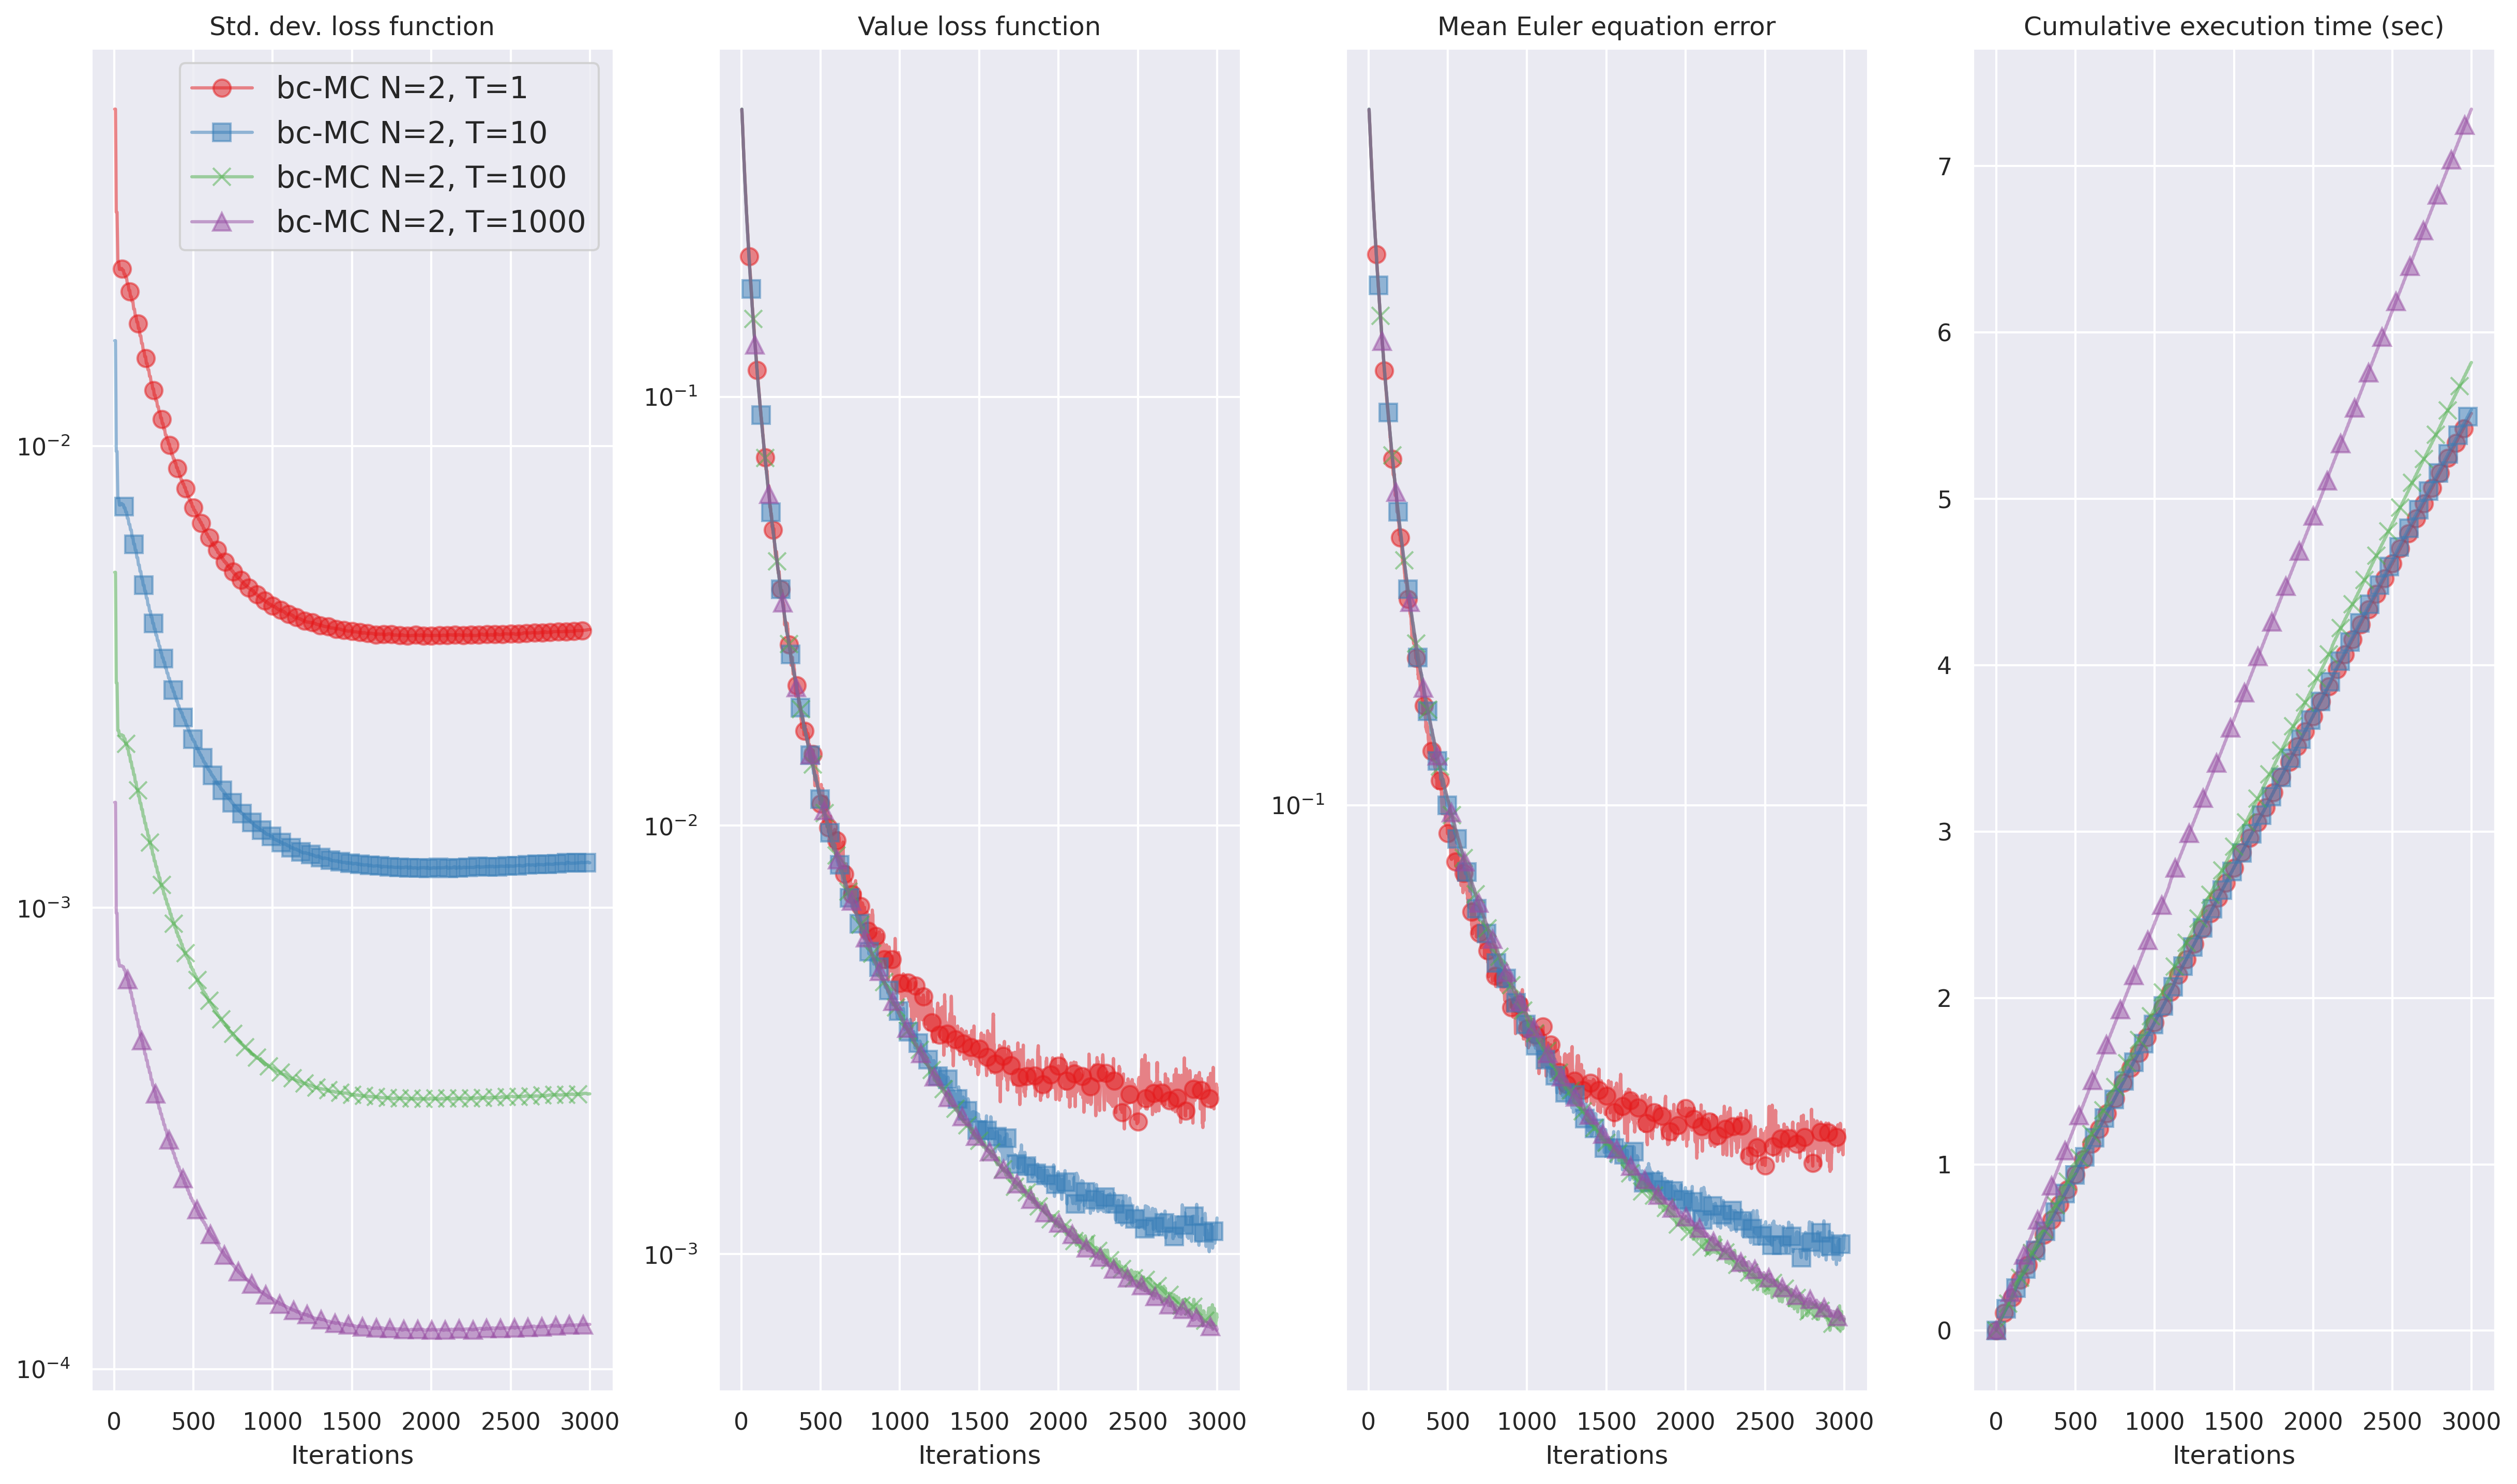 Std. dev. loss function
Value loss function
Mean Euler equation error
Cumulative execution time (sec)
bc-MC N=2, T=1
bc-MC N=2, T=10
bc-MC N=2, T=100
bc-MC N=2, T=1000
10⁻²
10⁻³
10⁻⁴
0 500 1000 1500 2000 2500 3000
Iterations
10⁻¹
10⁻²
10⁻³
0 500 1000 1500 2000 2500 3000
Iterations
10⁻¹
0 500 1000 1500 2000 2500 3000
Iterations
7
6
5
4
3
2
1
0
0 500 1000 1500 2000 2500 3000
Iterations